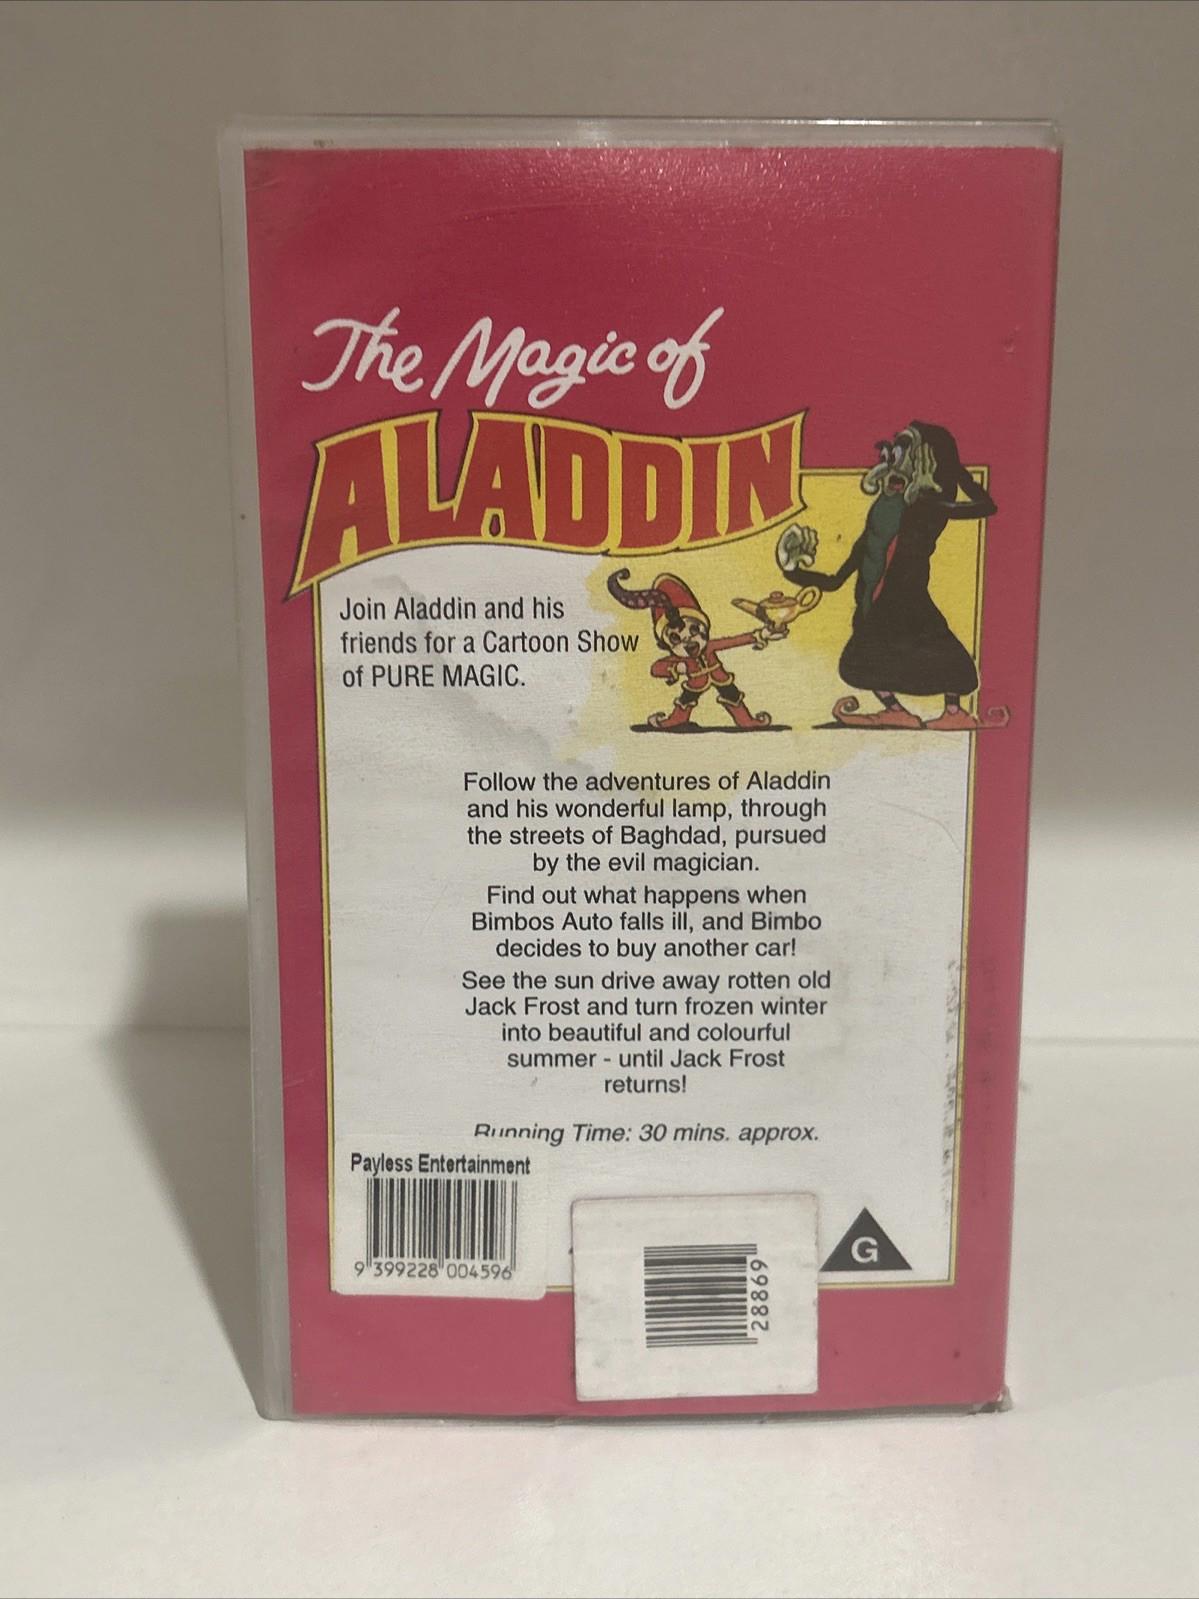 The Magic of
ALADDIN
Join Aladdin and his
friends for a Cartoon Show
of PURE MAGIC.
Follow the adventures of Aladdin
and his wonderful lamp, through
the streets of Baghdad, pursued
by the evil magician.
Find out what happens when
Bimbos Auto falls ill, and Bimbo
decides to buy another car!
See the sun drive away rotten old
Jack Frost and turn frozen winter
into beautiful and colourful
summer - until Jack Frost
returns!
Running Time: 30 mins. approx.
Payless Entertainment
9 399228 004596
28869
G